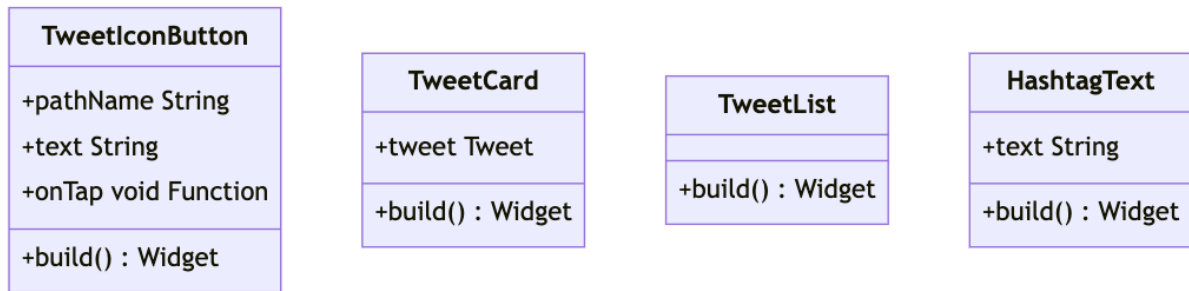 TweetIconButton
+pathName String
+text String
+onTap void Function
+build() : Widget
TweetCard
+tweet Tweet
+build() : Widget
TweetList
+build() : Widget
HashtagText
+text String
+build() : Widget